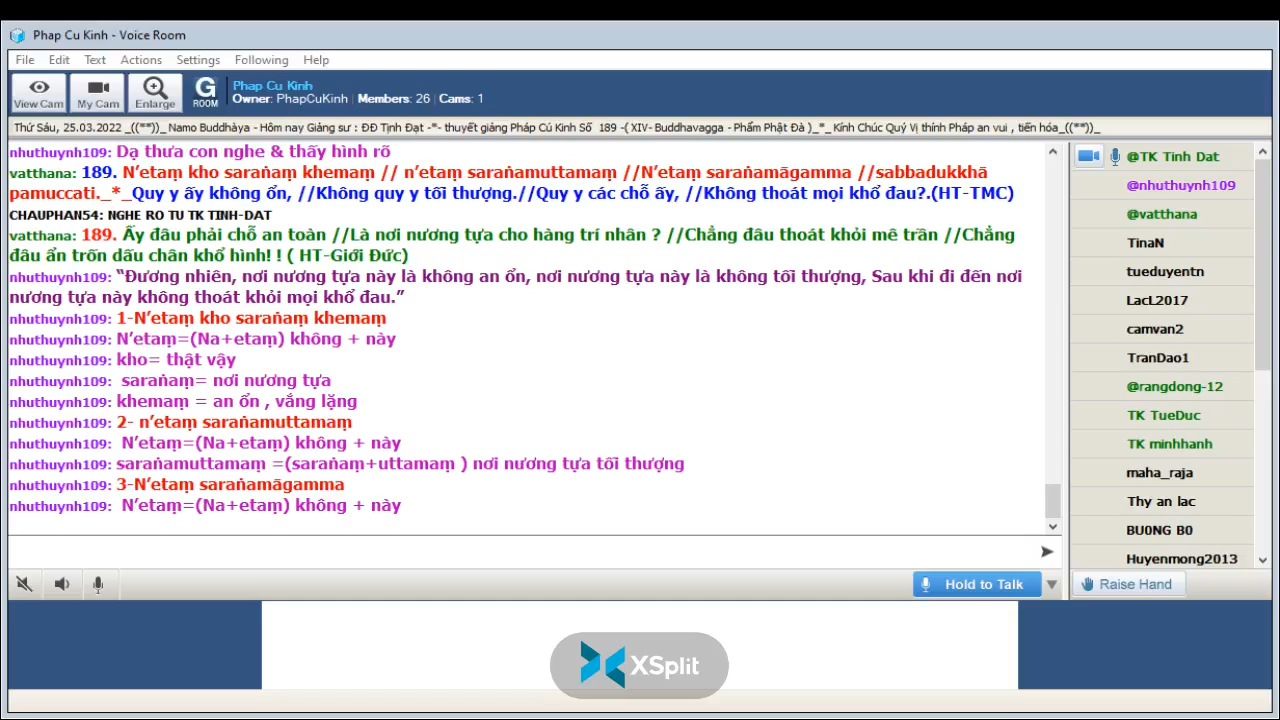 Phap Cu Kinh - Voice Room
File Edit Text Actions Settings Following Help
View Cam My Cam Enlarge G ROOM
Phap Cu Kinh
Owner: PhapCuKinh | Members: 26 | Cams: 1
Thứ Sáu, 25.03.2022 _((**))_ Namo Buddhàya - Hôm nay Giảng sư : ĐĐ Tịnh Đạt -*- thuyết giảng Pháp Cú Kinh Số 189 -( XIV- Buddhavagga - Phẩm Phật Đà )_*_ Kính Chúc Quý Vị thính Pháp an vui , tiến hóa_((**))_
nhuthuynh109: Dạ thưa con nghe & thấy hình rõ
vatthana: 189. N’etaṃ kho saraṅaṃ khemaṃ // n’etaṃ saraṅamuttamaṃ //N’etaṃ saraṅamāgamma //sabbadukkhā
pamuccati._*_Quy y ấy không ổn, //Không quy y tối thượng.//Quy y các chỗ ấy, //Không thoát mọi khổ đau?.(HT-TMC)
CHAUPHAN54: NGHE RO TU TK TINH-DAT
vatthana: 189. Ấy đâu phải chỗ an toàn //Là nơi nương tựa cho hàng trí nhân ? //Chẳng đâu thoát khỏi mê trần //Chẳng
đâu ẩn trốn dấu chân khổ hình! ! ( HT-Giới Đức)
nhuthuynh109: “Đương nhiên, nơi nương tựa này là không an ổn, nơi nương tựa này là không tối thượng, Sau khi đi đến nơi
nương tựa này không thoát khỏi mọi khổ đau.”
nhuthuynh109: 1-N’etaṃ kho saraṅaṃ khemaṃ
nhuthuynh109: N’etaṃ=(Na+etaṃ) không + này
nhuthuynh109: kho= thật vậy
nhuthuynh109: saraṅaṃ= nơi nương tựa
nhuthuynh109: khemaṃ = an ổn , vắng lặng
nhuthuynh109: 2- n’etaṃ saraṅamuttamaṃ
nhuthuynh109: N’etaṃ=(Na+etaṃ) không + này
nhuthuynh109: saraṅamuttamaṃ =(saraṅaṃ+uttamaṃ ) nơi nương tựa tối thượng
nhuthuynh109: 3-N’etaṃ saraṅamāgamma
nhuthuynh109: N’etaṃ=(Na+etaṃ) không + này
@TK Tinh Dat
@nhuthuynh109
@vatthana
TinaN
tueduyentn
LacL2017
camvan2
TranDao1
@rangdong-12
TK TueDuc
TK minhhanh
maha_raja
Thy an lac
BU0NG B0
Huyenmong2013
Hold to Talk
Raise Hand
XSplit